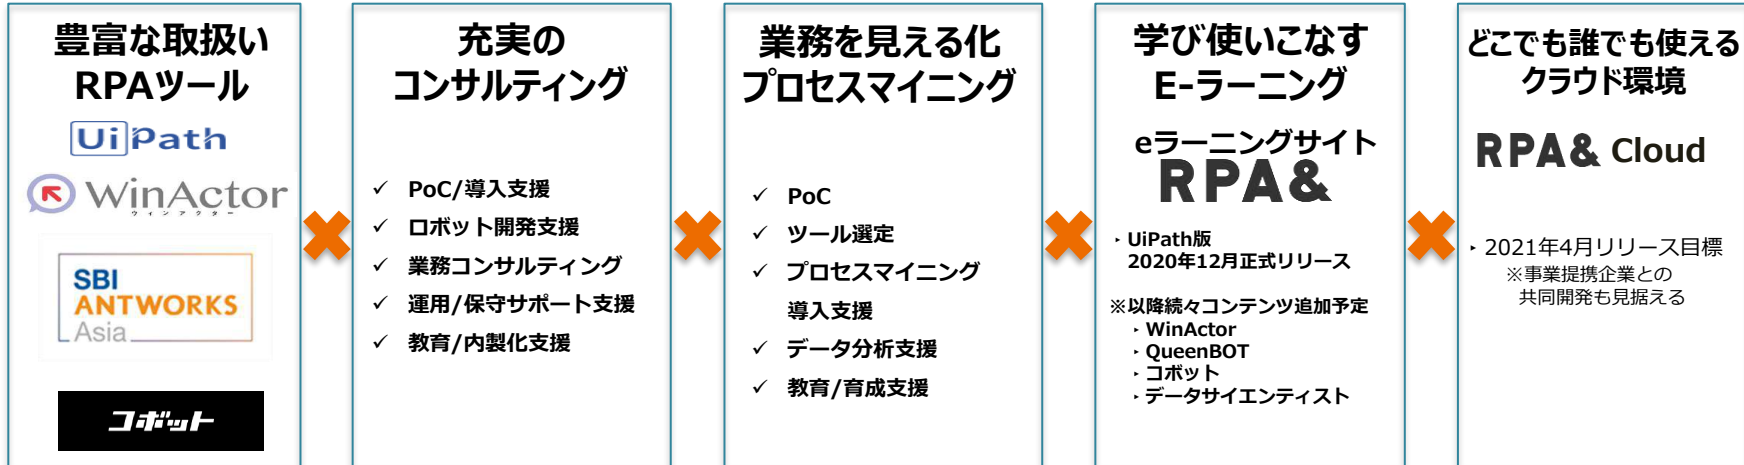 豊富な取扱い
RPAツール
UiPath
WinActor
ウィンアクター
SBI
ANTWORKS
Asia
コボット
充実の
コンサルティング
✓ PoC/導入支援
✓ ロボット開発支援
✓ 業務コンサルティング
✓ 運用/保守サポート支援
✓ 教育/内製化支援
業務を見える化
プロセスマイニング
✓ PoC
✓ ツール選定
✓ プロセスマイニング
導入支援
✓ データ分析支援
✓ 教育/育成支援
学び使いこなす
E-ラーニング
eラーニングサイト
RPA&
‣ UiPath版
2020年12月正式リリース
※以降続々コンテンツ追加予定
‣ WinActor
‣ QueenBOT
‣ コボット
‣ データサイエンティスト
どこでも誰でも使える
クラウド環境
RPA& Cloud
‣ 2021年4月リリース目標
※事業提携企業との
共同開発も見据える